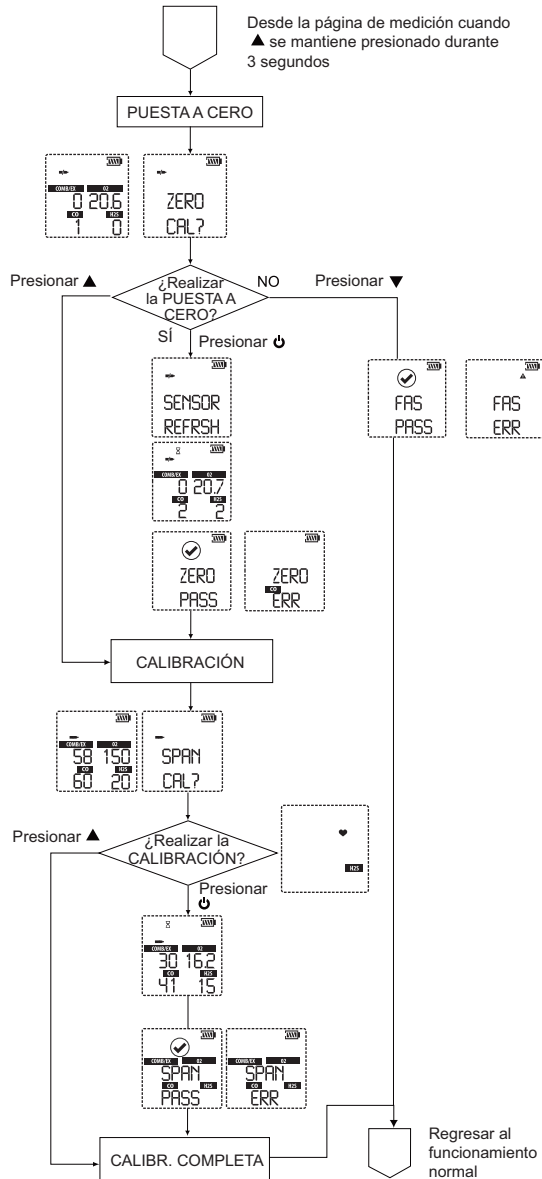 Desde la página de medición cuando
▲ se mantiene presionado durante
3 segundos
PUESTA A CERO
COMB/EX O2
0 20.6
CO H2S
1 0
ZERO
CAL?
Presionar ▲
¿Realizar
la PUESTA A
CERO?
NO
Presionar ▼
SÍ
Presionar ⏻
SENSOR
REFRSH
FAS
PASS
FAS
ERR
COMB/EX O2
0 20.7
CO H2S
2 2
ZERO
PASS
ZERO
CO
ERR
CALIBRACIÓN
COMB/EX O2
58 150
CO H2S
60 20
SPAN
CAL?
Presionar ▲
¿Realizar la
CALIBRACIÓN?
H2S
Presionar
⏻
COMB/EX O2
30 16.2
CO H2S
41 15
COMB/EX O2
SPAN
CO H2S
PASS
COMB/EX O2
SPAN
CO H2S
ERR
CALIBR. COMPLETA
Regresar al
funcionamiento
normal